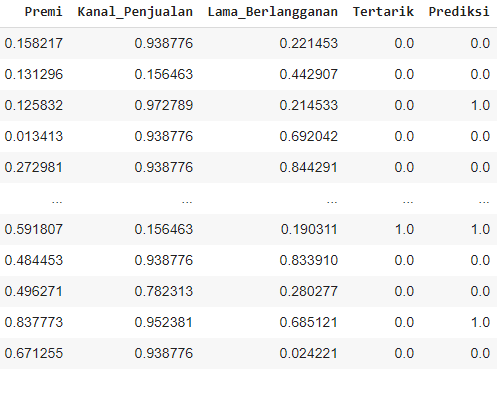 Premi Kanal_Penjualan Lama_Berlangganan Tertarik Prediksi
0.158217 0.938776 0.221453 0.0 0.0
0.131296 0.156463 0.442907 0.0 0.0
0.125832 0.972789 0.214533 0.0 1.0
0.013413 0.938776 0.692042 0.0 0.0
0.272981 0.938776 0.844291 0.0 0.0
... ... ... ... ...
0.591807 0.156463 0.190311 1.0 1.0
0.484453 0.938776 0.833910 0.0 0.0
0.496271 0.782313 0.280277 0.0 0.0
0.837773 0.952381 0.685121 0.0 1.0
0.671255 0.938776 0.024221 0.0 0.0